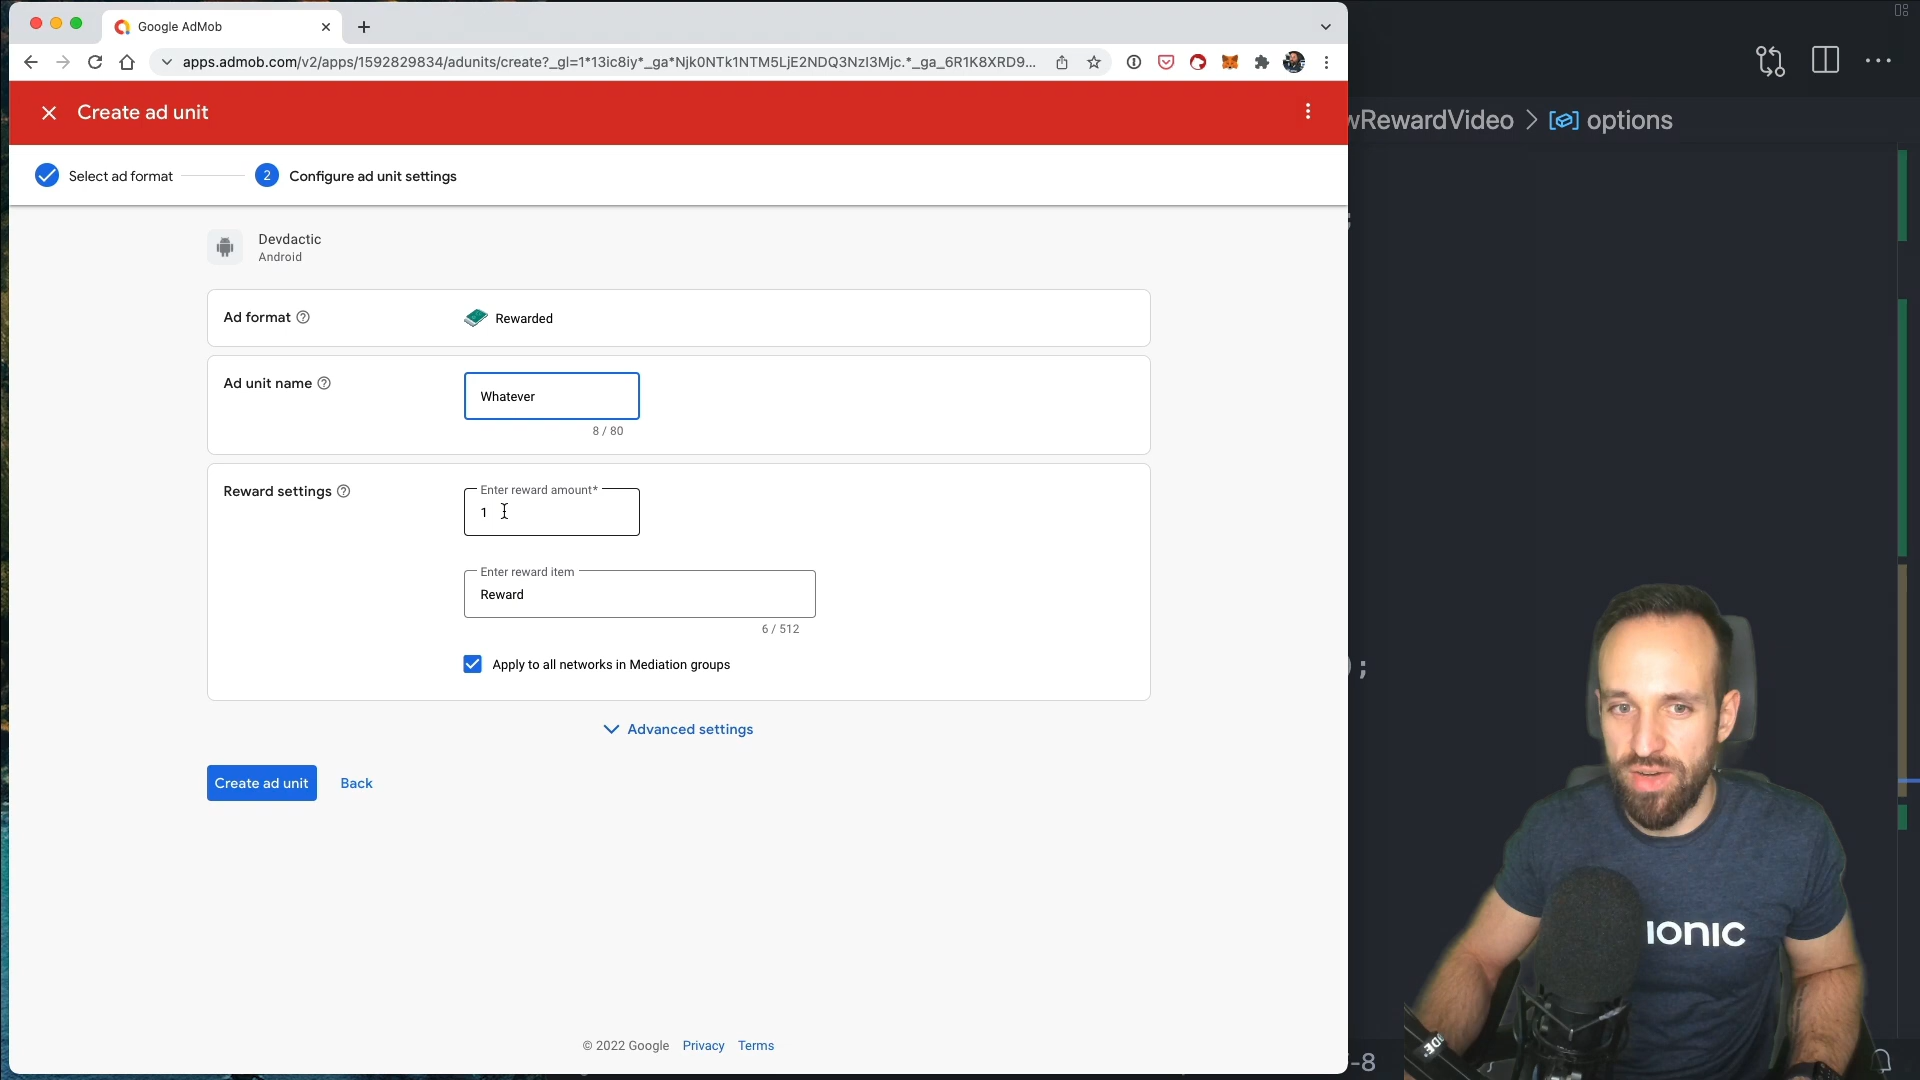 Google AdMob
apps.admob.com/v2/apps/1592829834/adunits/create?_gl=1*13ic8iy*_ga*Njk0NTk1NTM5LjE2NDQ3NzI3Mjc.*_ga_6R1K8XRD9...
Create ad unit
wRewardVideo > options
Select ad format
2 Configure ad unit settings
;
Devdactic
Android
Ad format
Rewarded
Ad unit name
Whatever
8 / 80
Reward settings
Enter reward amount*
1
Enter reward item
Reward
6 / 512
Apply to all networks in Mediation groups
);
Advanced settings
Create ad unit
Back
IONIC
© 2022 Google Privacy Terms
-8